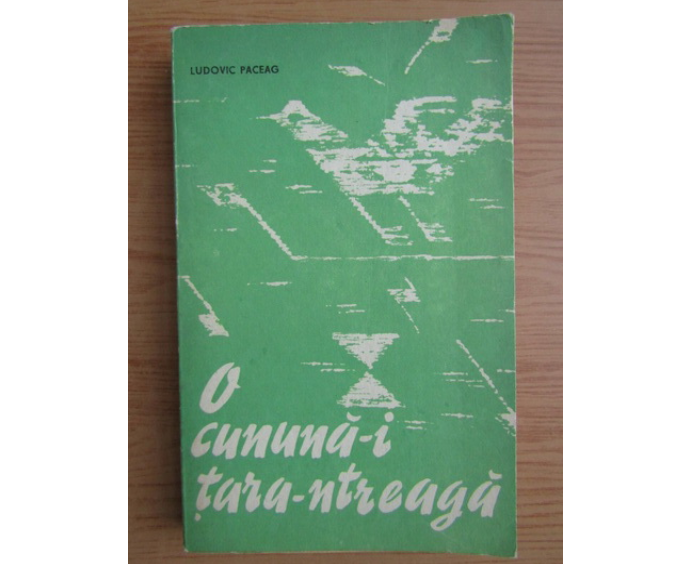 LUDOVIC PACEAG
O
cunună-i
țara-ntreagă